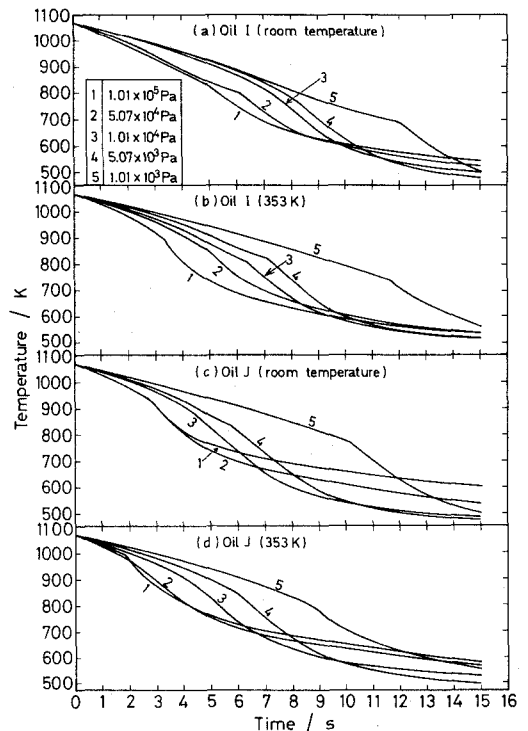 1100
1000
900
800
700
600
500
(a) Oil I (room temperature)
1 1.01×10⁵Pa
2 5.07×10⁴Pa
3 1.01×10⁴Pa
4 5.07×10³Pa
5 1.01×10³Pa
1 2 3 4 5
1100
1000
900
800
700
600
500
(b) Oil I (353 K)
1 2 3 4 5
Temperature / K
1100
1000
900
800
700
600
500
(c) Oil J (room temperature)
1 2 3 4 5
1100
1000
900
800
700
600
500
(d) Oil J (353K)
1 2 3 4 5
0 1 2 3 4 5 6 7 8 9 10 11 12 13 14 15 16
Time / s